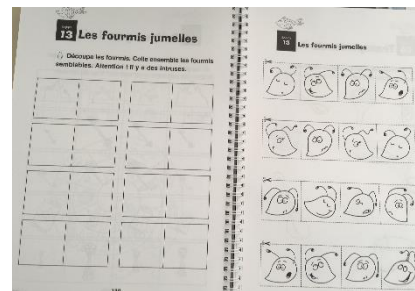 13 Les fourmis jumelles
Découpe les fourmis. Colle ensemble les fourmis
semblables. Attention ! Il y a des intruses.
13 Les fourmis jumelles